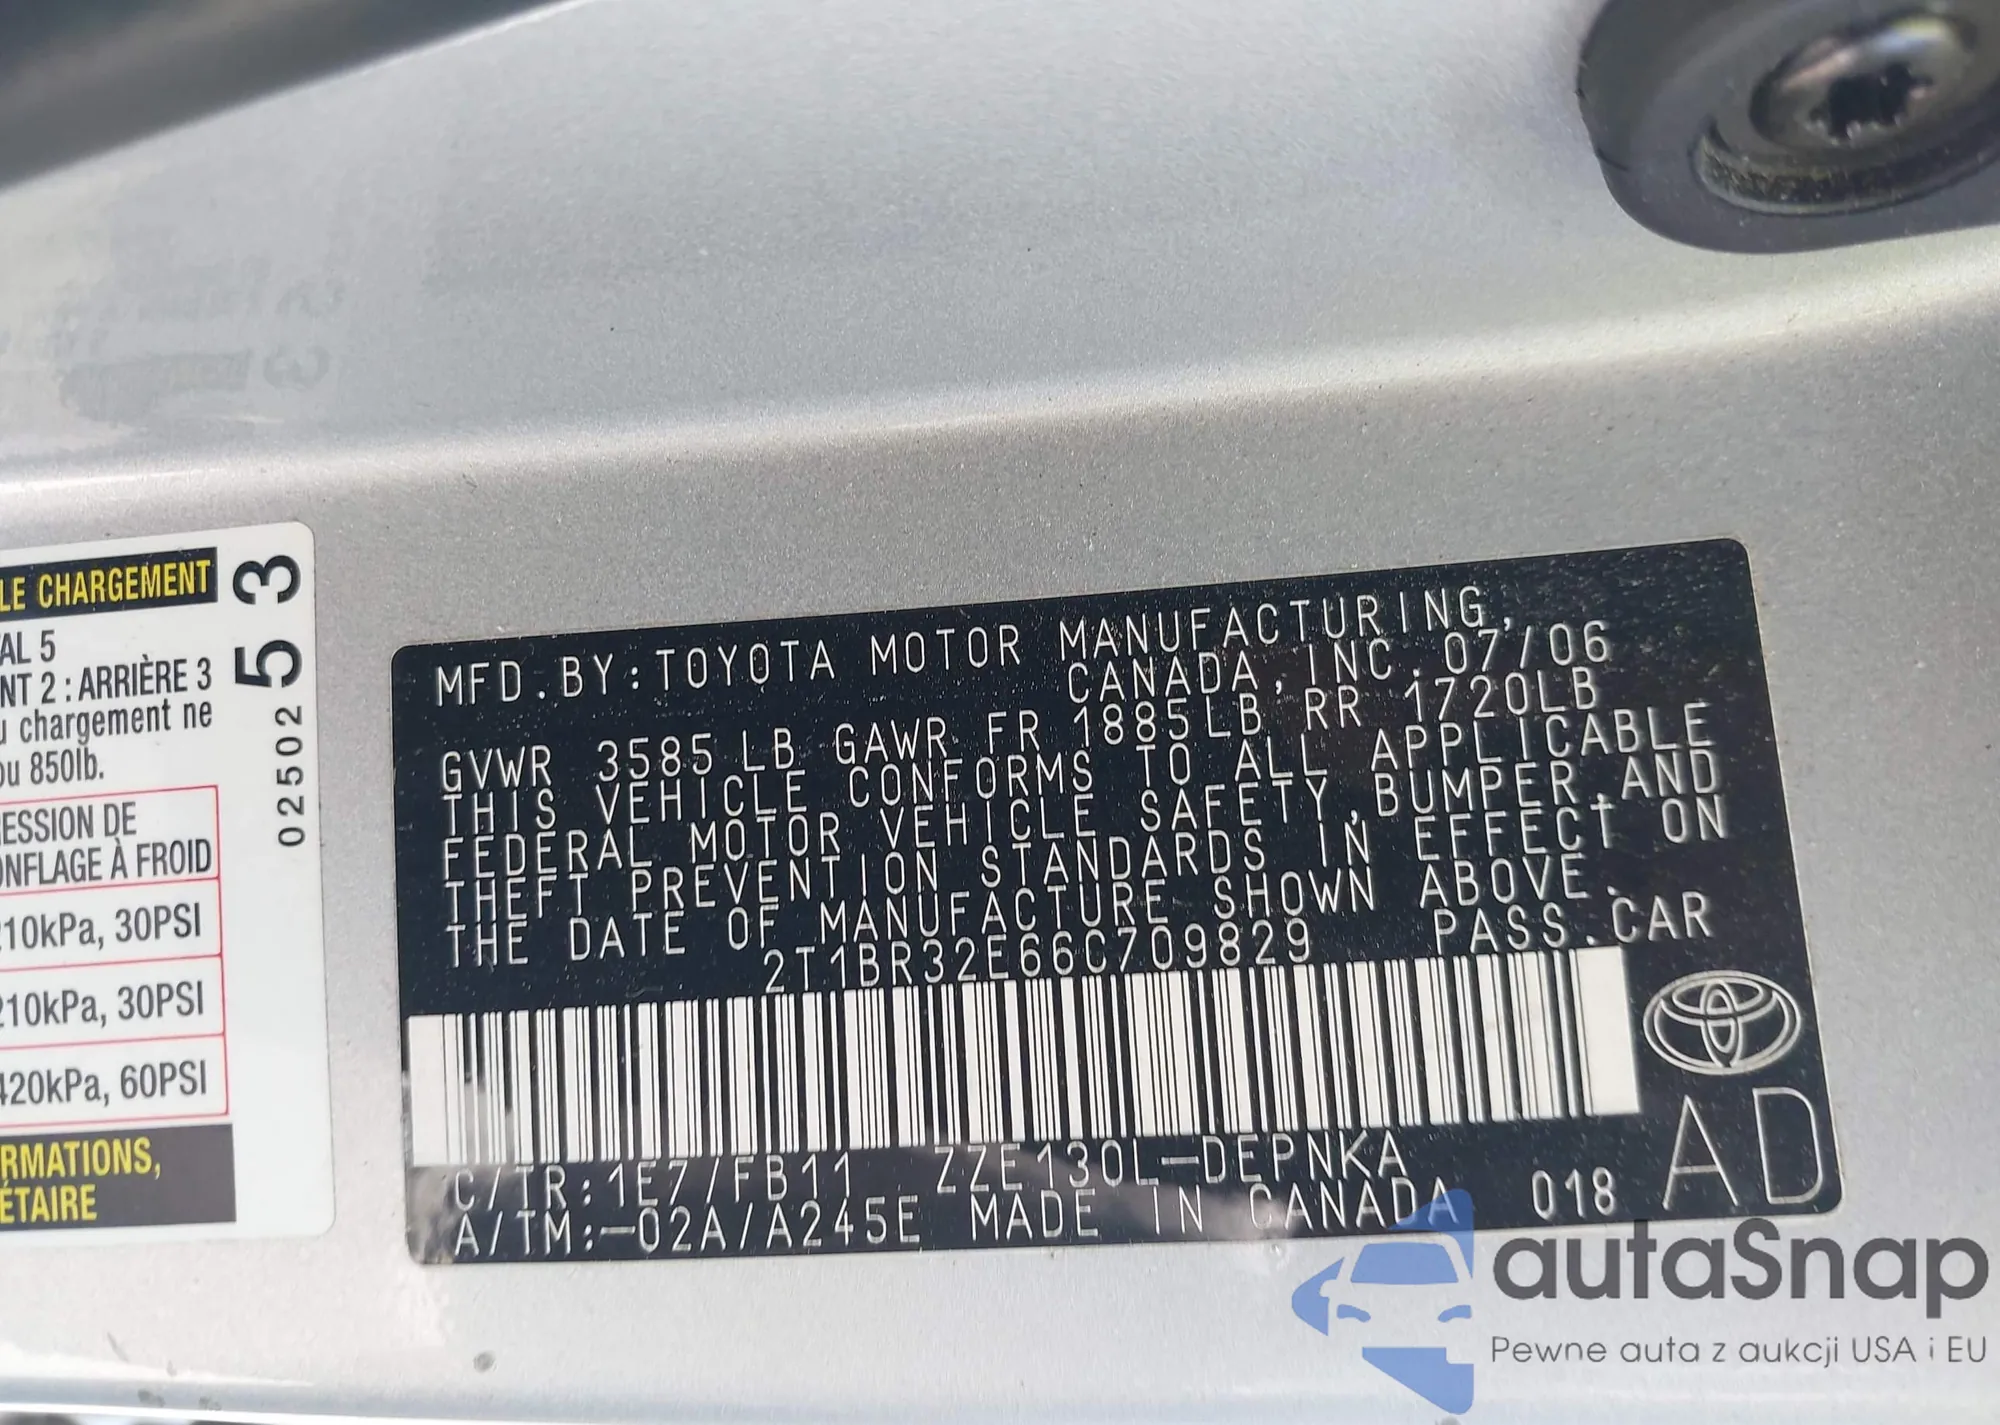 LE CHARGEMENT
AL 5
NT 2 : ARRIÈRE 3
u chargement ne
ou 850lb.
ESSION DE
ONFLAGE À FROID
210kPa, 30PSI
210kPa, 30PSI
420kPa, 60PSI
RMATIONS,
ÉTAIRE
02502 53
MFD.BY:TOYOTA MOTOR MANUFACTURING,
CANADA,INC.07/06
GVWR 3585LB GAWR FR 1885LB RR 1720LB
THIS VEHICLE CONFORMS TO ALL APPLICABLE
FEDERAL MOTOR VEHICLE SAFETY,BUMPER,AND
THEFT PREVENTION STANDARDS IN EFFECT ON
THE DATE OF MANUFACTURE SHOWN ABOVE.
2T1BR32E66C709829 PASS.CAR
C/TR:1E7/FB11 ZZE130L-DEPNKA
A/TM:-02A/A245E MADE IN CANADA 018
AD
autaSnap
Pewne auta z aukcji USA i EU